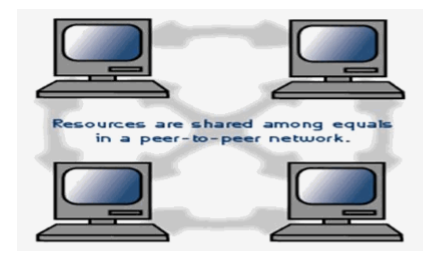 Resources are shared among equals
in a peer-to-peer network.